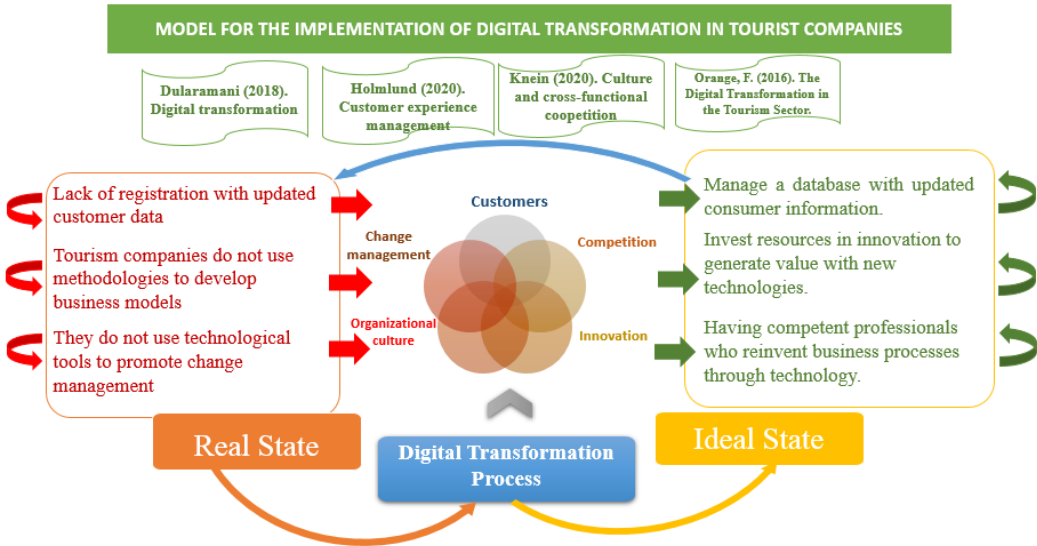 MODEL FOR THE IMPLEMENTATION OF DIGITAL TRANSFORMATION IN TOURIST COMPANIES
Dularamani (2018).
Digital transformation
Holmlund (2020).
Customer experience
management
Knein (2020). Culture
and cross-functional
coopetition
Orange, F. (2016). The
Digital Transformation in
the Tourism Sector.
Lack of registration with updated
customer data
Tourism companies do not use
methodologies to develop
business models
They do not use technological
tools to promote change
management
Customers
Change
management
Competition
Organizational
culture
Innovation
Manage a database with updated
consumer information.
Invest resources in innovation to
generate value with new
technologies.
Having competent professionals
who reinvent business processes
through technology.
Real State
Digital Transformation
Process
Ideal State